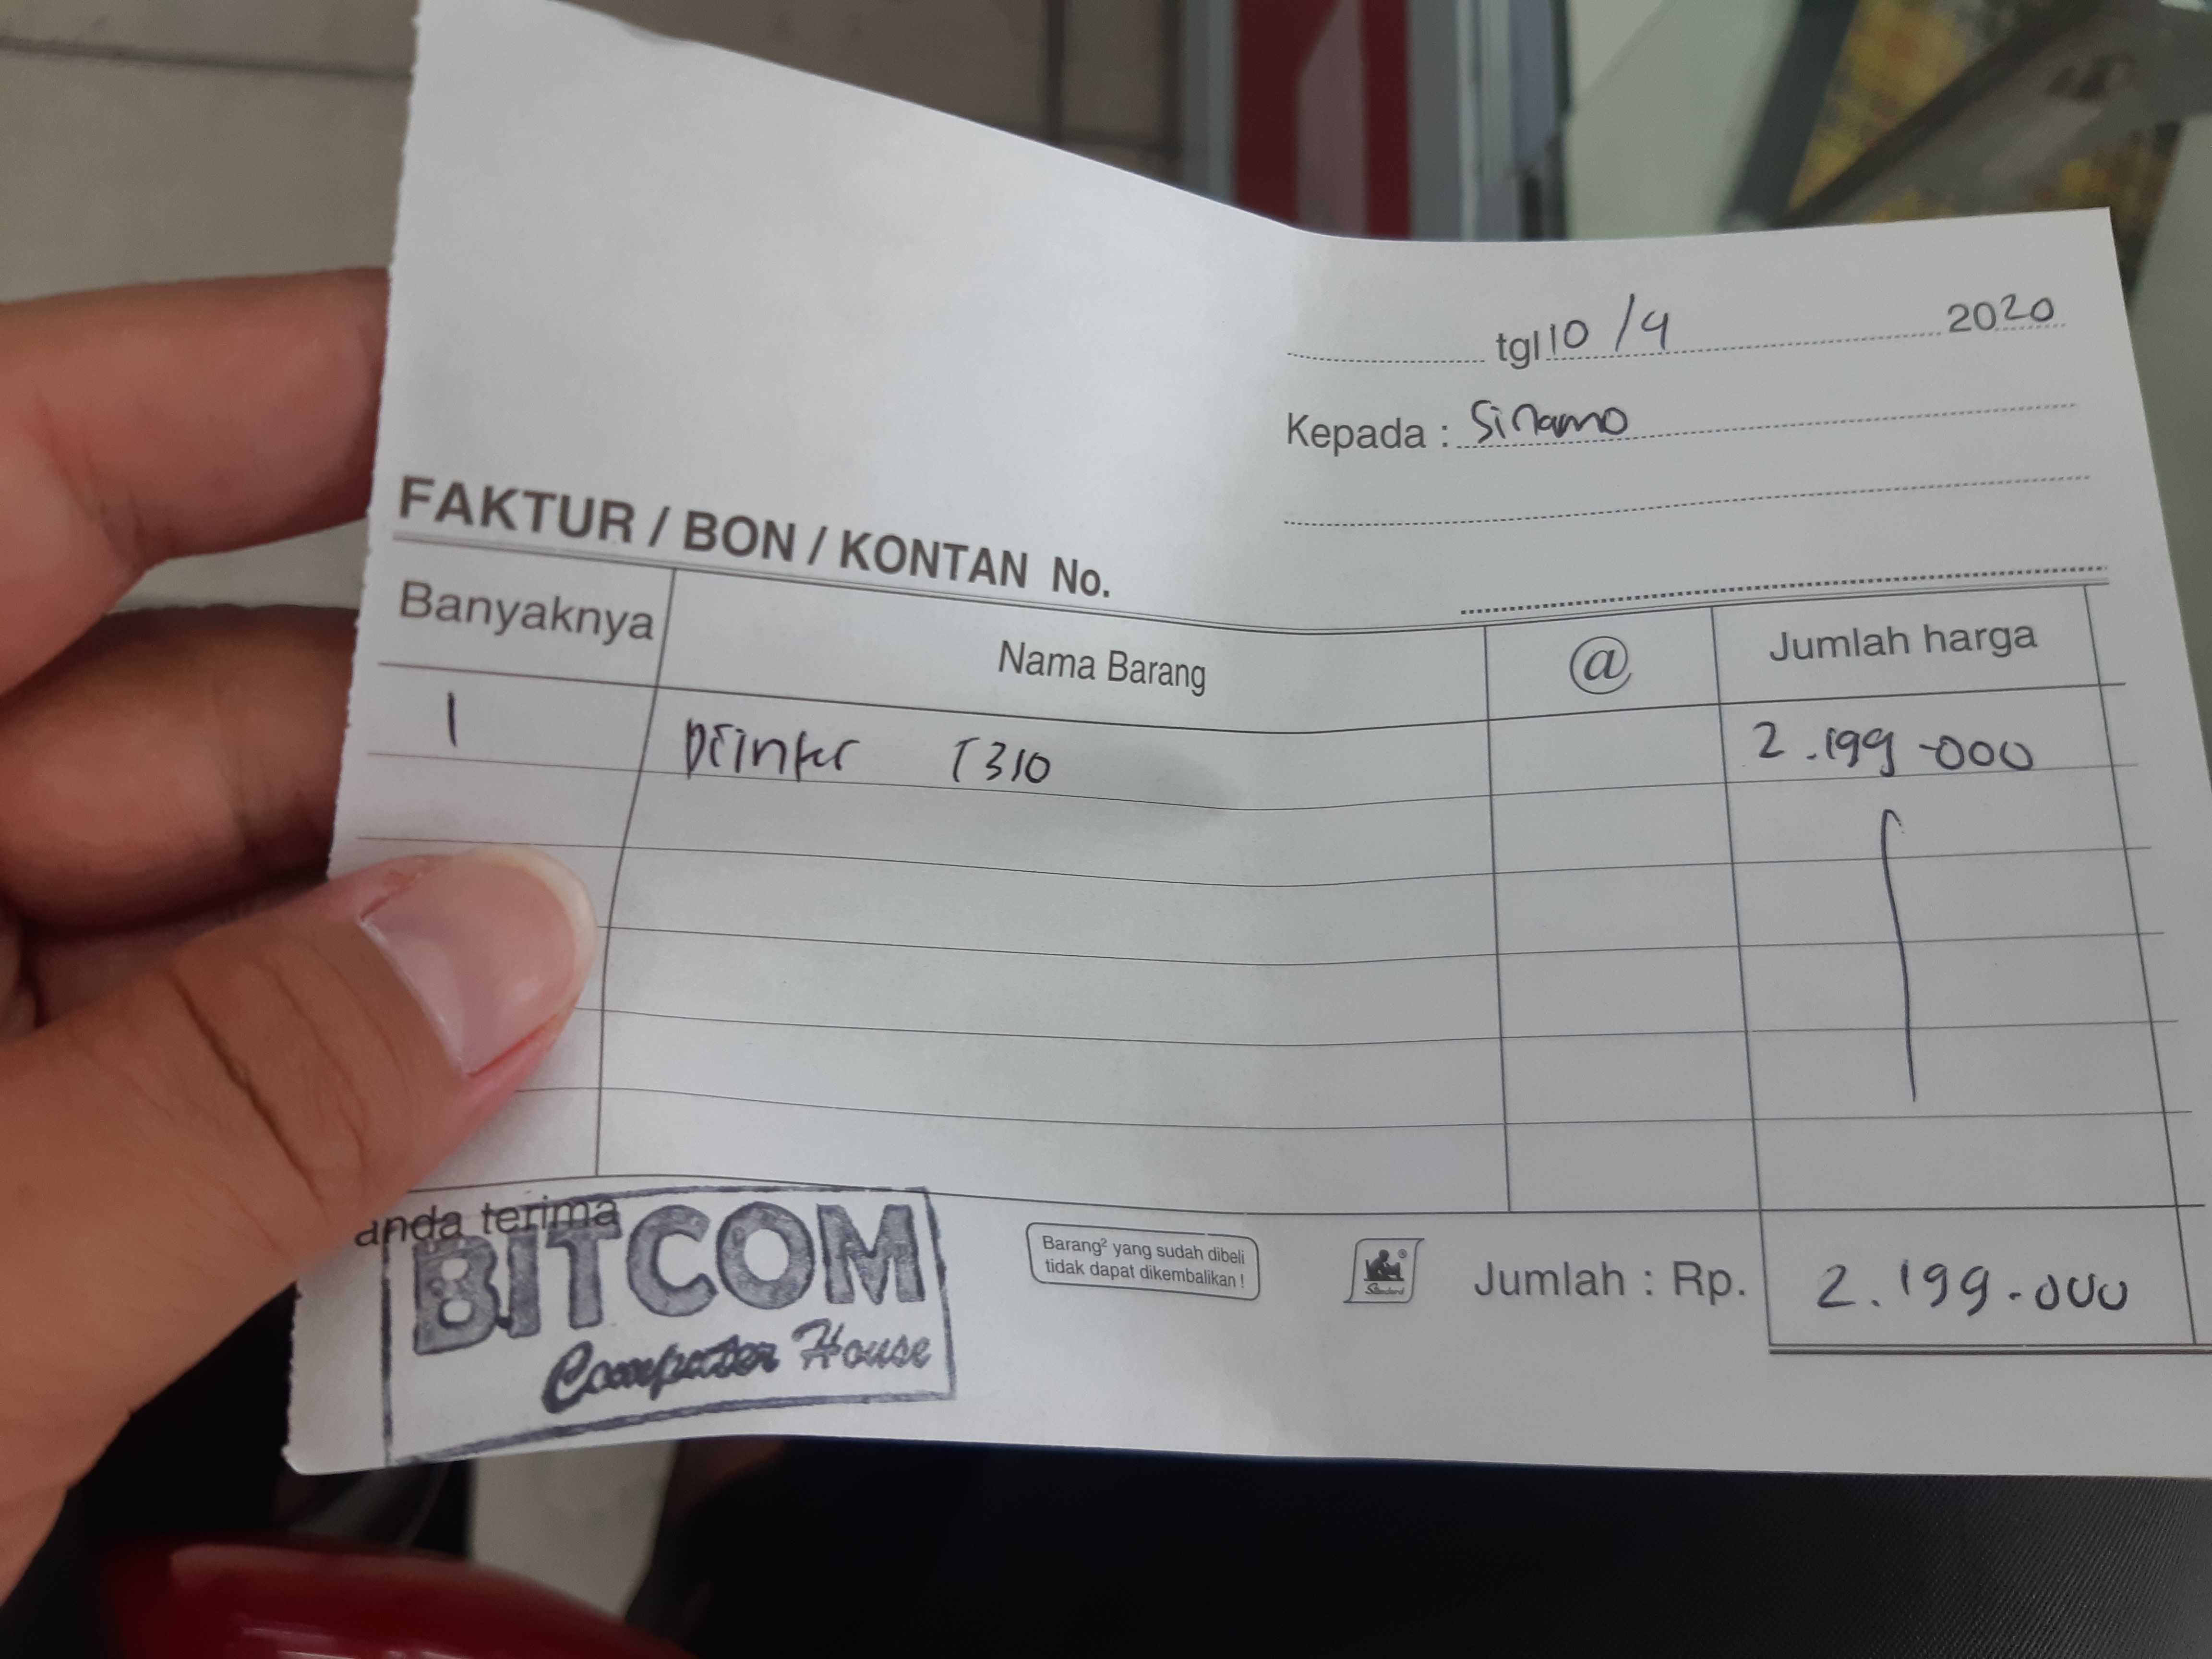 tgl 10/4 2020
Kepada : Sinamo
FAKTUR / BON / KONTAN No.
Banyaknya Nama Barang @ Jumlah harga
1 printer T310 2.199.000
anda terima
BITCOM
Computer House
Barang² yang sudah dibeli
tidak dapat dikembalikan !
Standard
Jumlah : Rp. 2.199.000